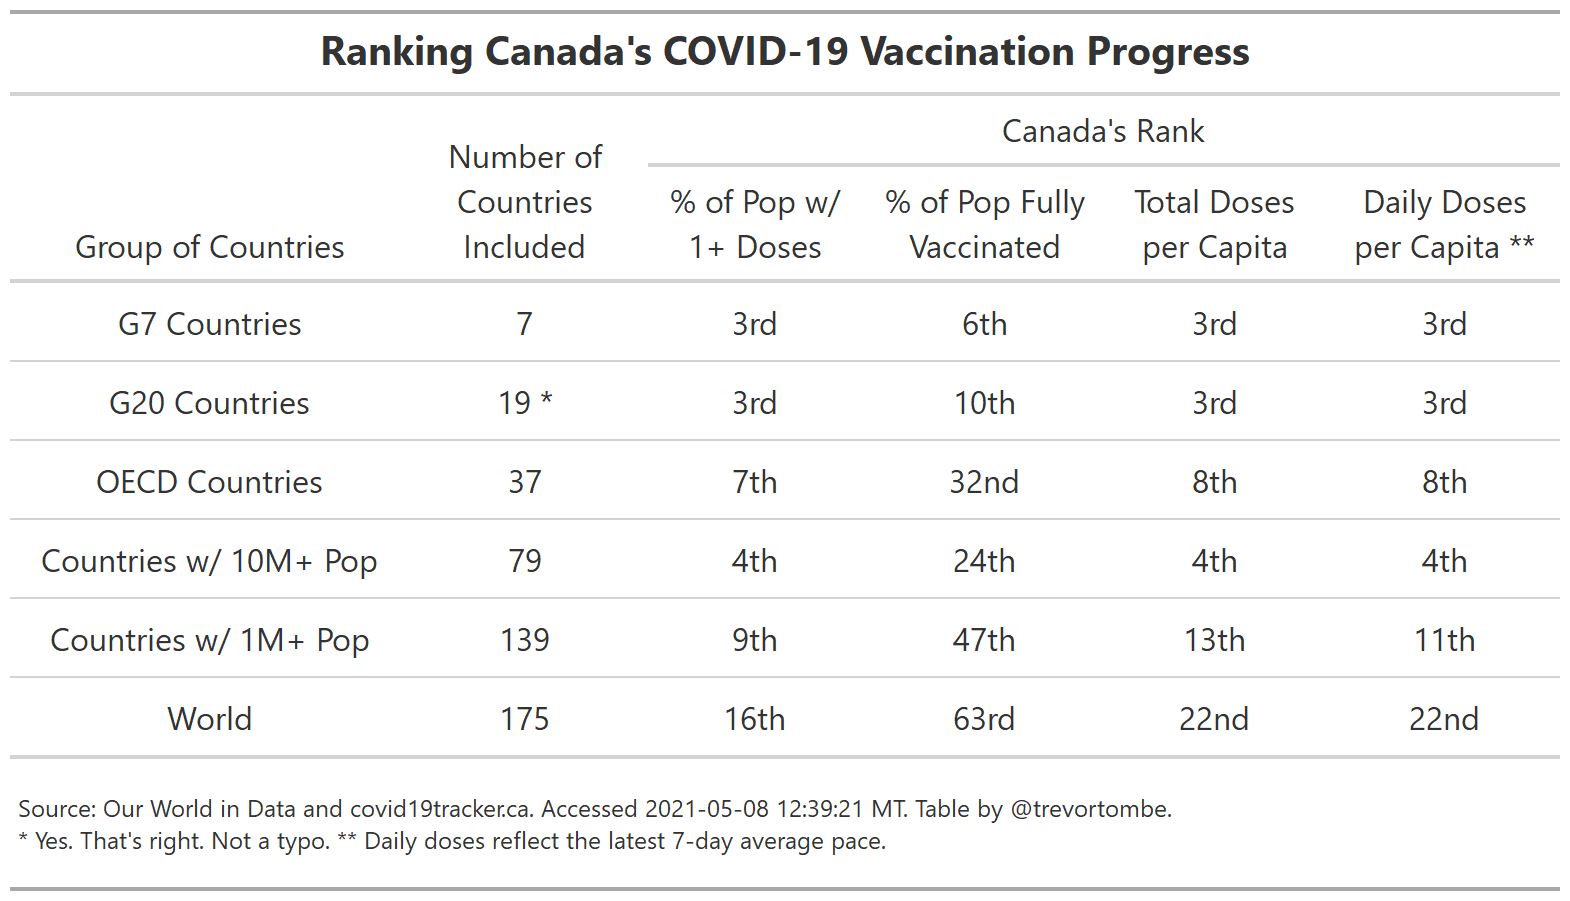 Ranking Canada's COVID-19 Vaccination Progress
Canada's Rank
Group of Countries Number of Countries Included % of Pop w/ 1+ Doses % of Pop Fully Vaccinated Total Doses per Capita Daily Doses per Capita **
G7 Countries 7 3rd 6th 3rd 3rd
G20 Countries 19 * 3rd 10th 3rd 3rd
OECD Countries 37 7th 32nd 8th 8th
Countries w/ 10M+ Pop 79 4th 24th 4th 4th
Countries w/ 1M+ Pop 139 9th 47th 13th 11th
World 175 16th 63rd 22nd 22nd
Source: Our World in Data and covid19tracker.ca. Accessed 2021-05-08 12:39:21 MT. Table by @trevortombe.
* Yes. That's right. Not a typo. ** Daily doses reflect the latest 7-day average pace.